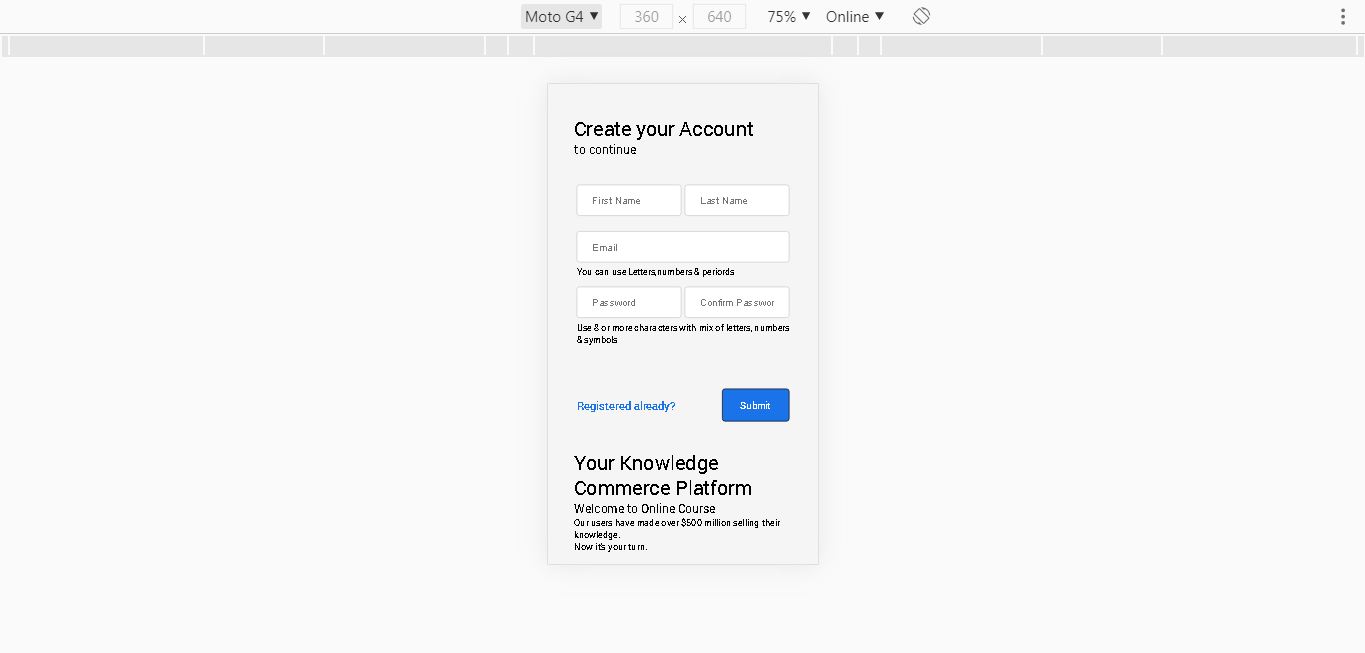 Moto G4 ▼ 360 × 640 75% ▼ Online ▼
Create your Account
to continue
First Name Last Name
Email
You can use Letters,numbers & periords
Password Confirm Passwor
Use 8 or more characters with mix of letters, numbers
& symbols
Registered already? Submit
Your Knowledge
Commerce Platform
Welcome to Online Course
Our users have made over $500 million selling their
knowledge.
Now it's your turn.